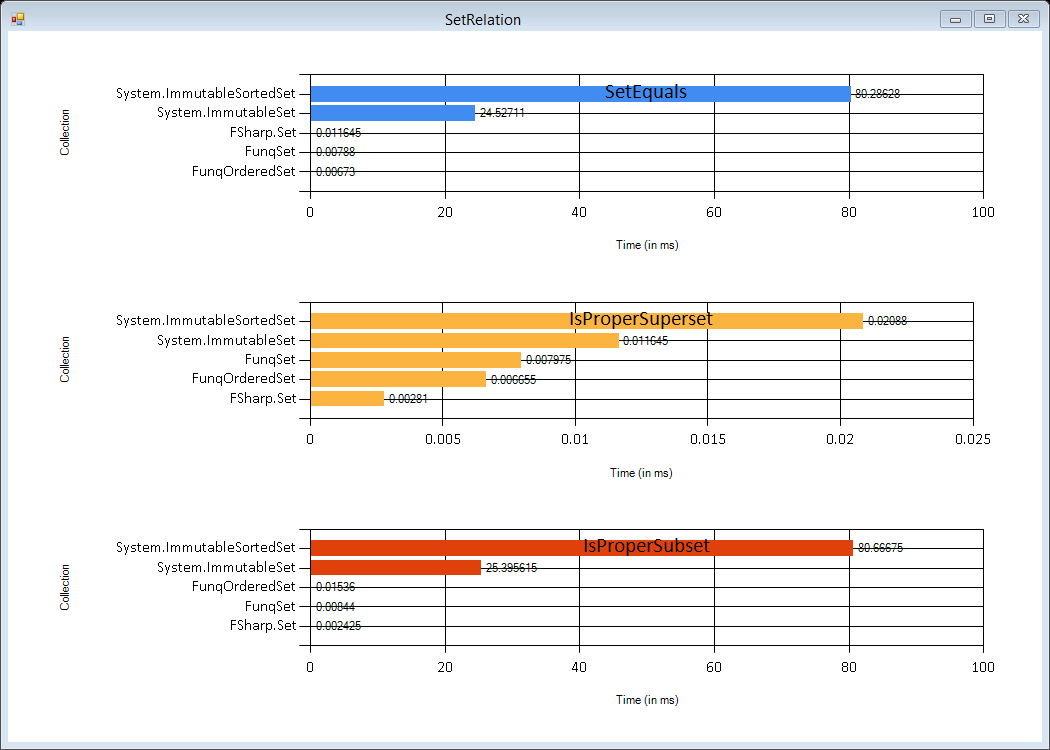 SetRelation
SetEquals
Collection
System.ImmutableSortedSet 80.28628
System.ImmutableSet 24.52711
FSharp.Set 0.011645
FunqSet 0.00788
FunqOrderedSet 0.00673
0 20 40 60 80 100
Time (in ms)
IsProperSuperset
Collection
System.ImmutableSortedSet 0.02088
System.ImmutableSet 0.011645
FunqSet 0.007975
FunqOrderedSet 0.006655
FSharp.Set 0.00281
0 0.005 0.01 0.015 0.02 0.025
Time (in ms)
IsProperSubset
Collection
System.ImmutableSortedSet 80.66675
System.ImmutableSet 25.395615
FunqOrderedSet 0.01536
FunqSet 0.00844
FSharp.Set 0.002425
0 20 40 60 80 100
Time (in ms)